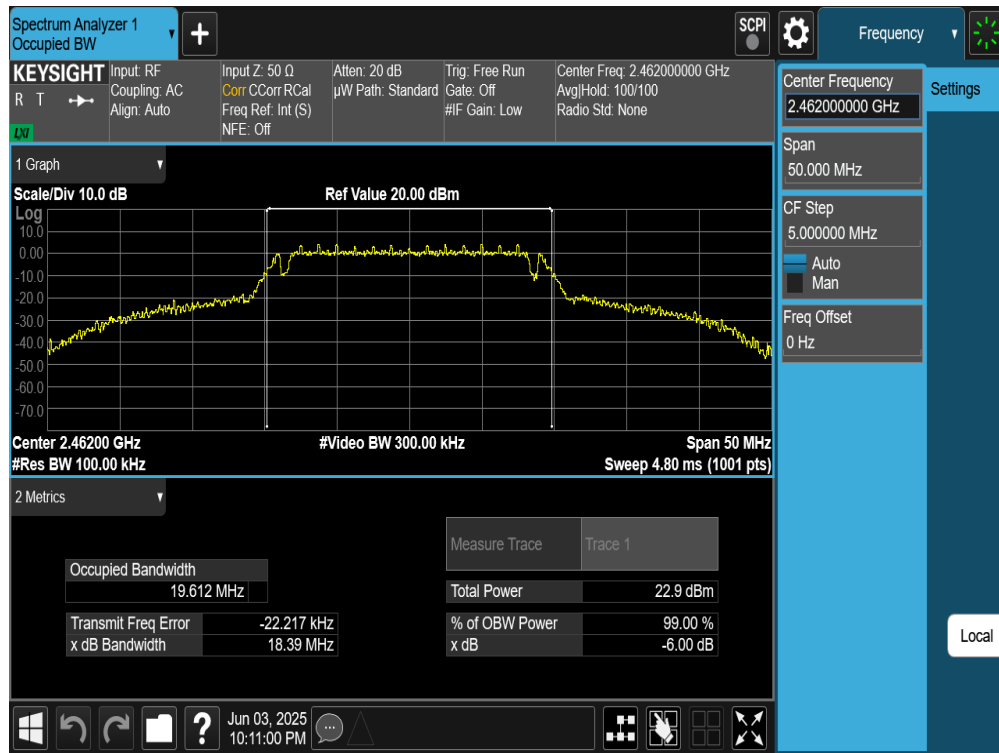 Spectrum Analyzer 1
Occupied BW
+
SCPI
Frequency
KEYSIGHT
R T
LXI
Input: RF
Coupling: AC
Align: Auto
Input Z: 50 Ω
Corr CCorr RCal
Freq Ref: Int (S)
NFE: Off
Atten: 20 dB
µW Path: Standard
Trig: Free Run
Gate: Off
#IF Gain: Low
Center Freq: 2.462000000 GHz
Avg|Hold: 100/100
Radio Std: None
1 Graph
Scale/Div 10.0 dB
Ref Value 20.00 dBm
Log
10.0
0.00
-10.0
-20.0
-30.0
-40.0
-50.0
-60.0
-70.0
Center 2.46200 GHz
#Video BW 300.00 kHz
Span 50 MHz
#Res BW 100.00 kHz
Sweep 4.80 ms (1001 pts)
2 Metrics
Measure Trace
Trace 1
Occupied Bandwidth
19.612 MHz
Total Power
22.9 dBm
Transmit Freq Error
-22.217 kHz
% of OBW Power
99.00 %
x dB Bandwidth
18.39 MHz
x dB
-6.00 dB
Center Frequency
2.462000000 GHz
Settings
Span
50.000 MHz
CF Step
5.000000 MHz
Auto
Man
Freq Offset
0 Hz
Local
?
Jun 03, 2025
10:11:00 PM